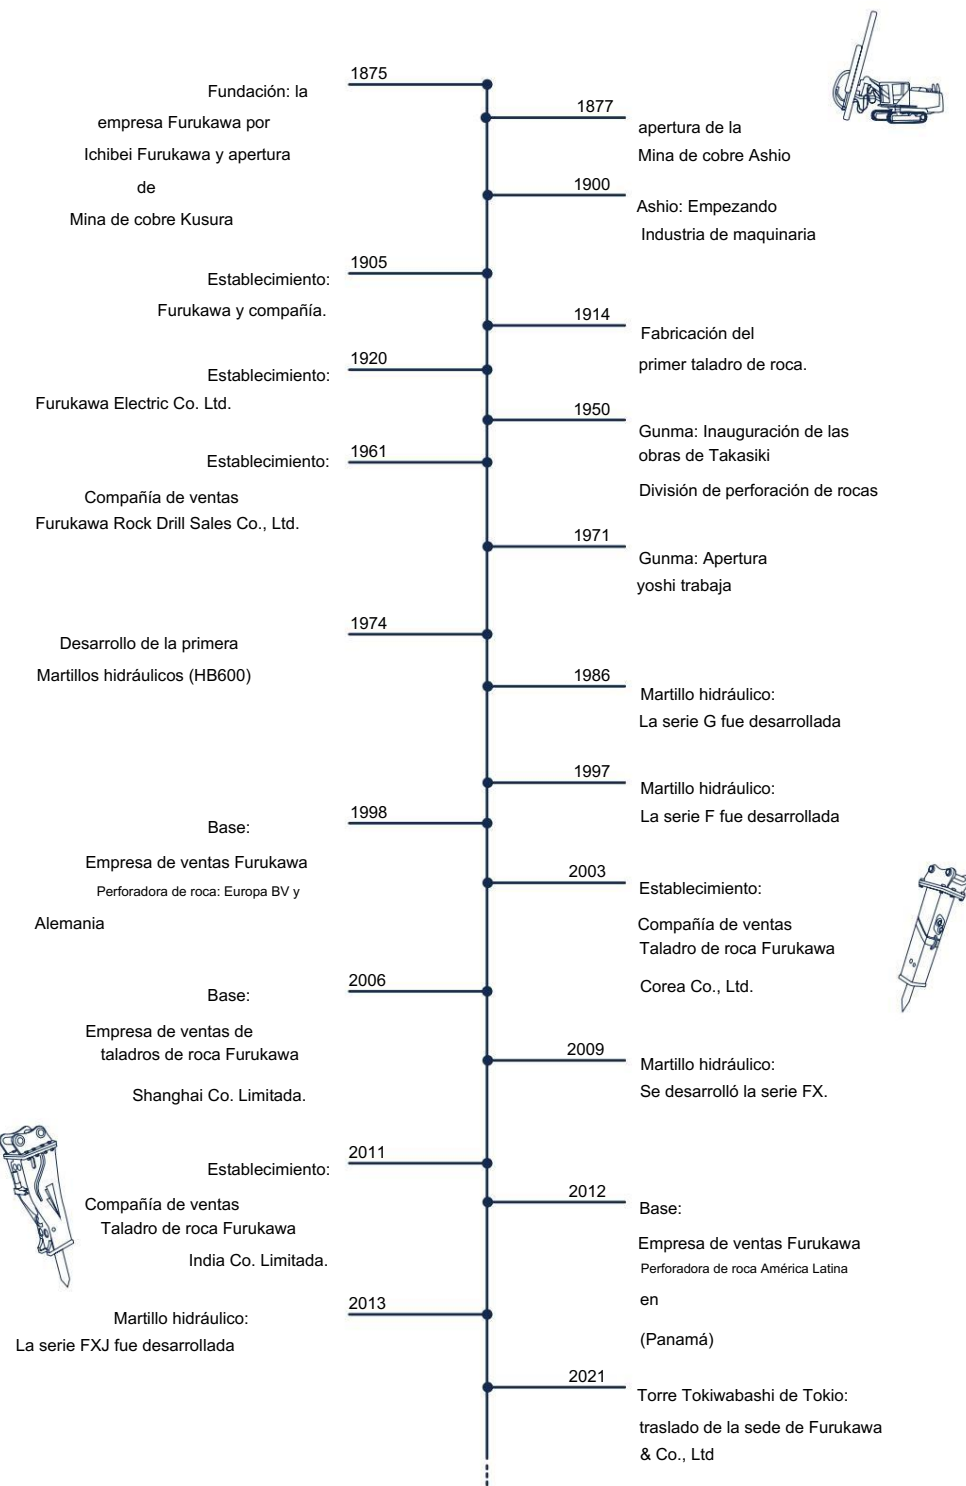 1875
Fundación: la
empresa Furukawa por
Ichibei Furukawa y apertura
de
Mina de cobre Kusura
1877
apertura de la
Mina de cobre Ashio
1900
Ashio: Empezando
Industria de maquinaria
1905
Establecimiento:
Furukawa y compañía.
1914
Fabricación del
primer taladro de roca.
1920
Establecimiento:
Furukawa Electric Co. Ltd.
1950
Gunma: Inauguración de las
obras de Takasiki
División de perforación de rocas
1961
Establecimiento:
Compañía de ventas
Furukawa Rock Drill Sales Co., Ltd.
1971
Gunma: Apertura
yoshi trabaja
1974
Desarrollo de la primera
Martillos hidráulicos (HB600)
1986
Martillo hidráulico:
La serie G fue desarrollada
1997
Martillo hidráulico:
La serie F fue desarrollada
1998
Base:
Empresa de ventas Furukawa
Perforadora de roca: Europa BV y
Alemania
2003
Establecimiento:
Compañía de ventas
Taladro de roca Furukawa
Corea Co., Ltd.
2006
Base:
Empresa de ventas de
taladros de roca Furukawa
Shanghai Co. Limitada.
2009
Martillo hidráulico:
Se desarrolló la serie FX.
2011
Establecimiento:
Compañía de ventas
Taladro de roca Furukawa
India Co. Limitada.
2012
Base:
Empresa de ventas Furukawa
Perforadora de roca América Latina
en
(Panamá)
2013
Martillo hidráulico:
La serie FXJ fue desarrollada
2021
Torre Tokiwabashi de Tokio:
traslado de la sede de Furukawa
& Co., Ltd